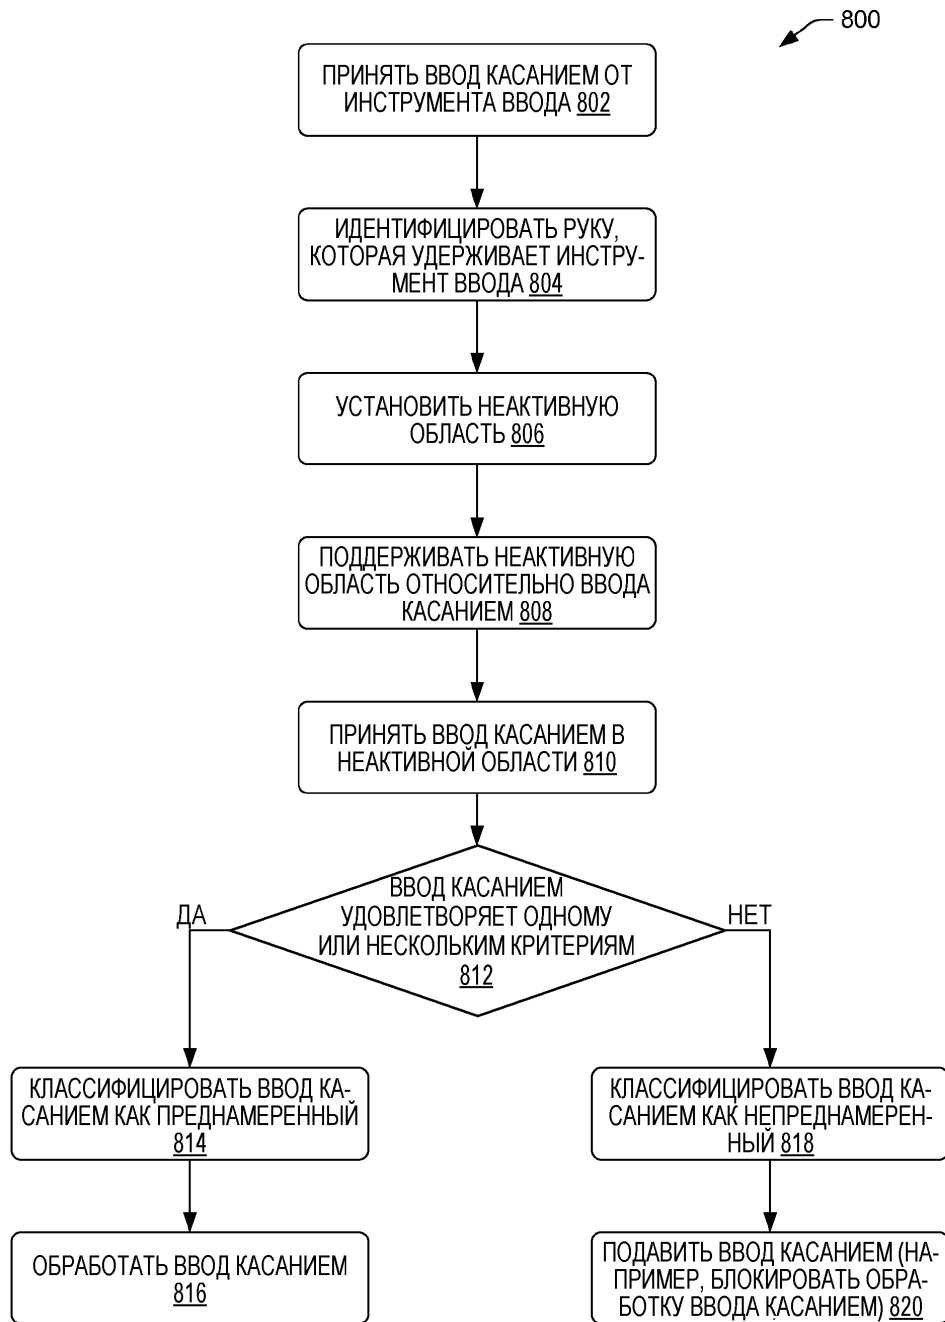 800
ПРИНЯТЬ ВВОД КАСАНИЕМ ОТ
ИНСТРУМЕНТА ВВОДА 802
ИДЕНТИФИЦИРОВАТЬ РУКУ,
КОТОРАЯ УДЕРЖИВАЕТ ИНСТРУ-
МЕНТ ВВОДА 804
УСТАНОВИТЬ НЕАКТИВНУЮ
ОБЛАСТЬ 806
ПОДДЕРЖИВАТЬ НЕАКТИВНУЮ
ОБЛАСТЬ ОТНОСИТЕЛЬНО ВВОДА
КАСАНИЕМ 808
ПРИНЯТЬ ВВОД КАСАНИЕМ В
НЕАКТИВНОЙ ОБЛАСТИ 810
ВВОД КАСАНИЕМ
УДОВЛЕТВОРЯЕТ ОДНОМУ
ИЛИ НЕСКОЛЬКИМ КРИТЕРИЯМ
812
ДА
НЕТ
КЛАССИФИЦИРОВАТЬ ВВОД КА-
САНИЕМ КАК ПРЕДНАМЕРЕННЫЙ
814
ОБРАБОТАТЬ ВВОД КАСАНИЕМ
816
КЛАССИФИЦИРОВАТЬ ВВОД КА-
САНИЕМ КАК НЕПРЕДНАМЕРЕН-
НЫЙ 818
ПОДАВИТЬ ВВОД КАСАНИЕМ (НА-
ПРИМЕР, БЛОКИРОВАТЬ ОБРА-
БОТКУ ВВОДА КАСАНИЕМ) 820